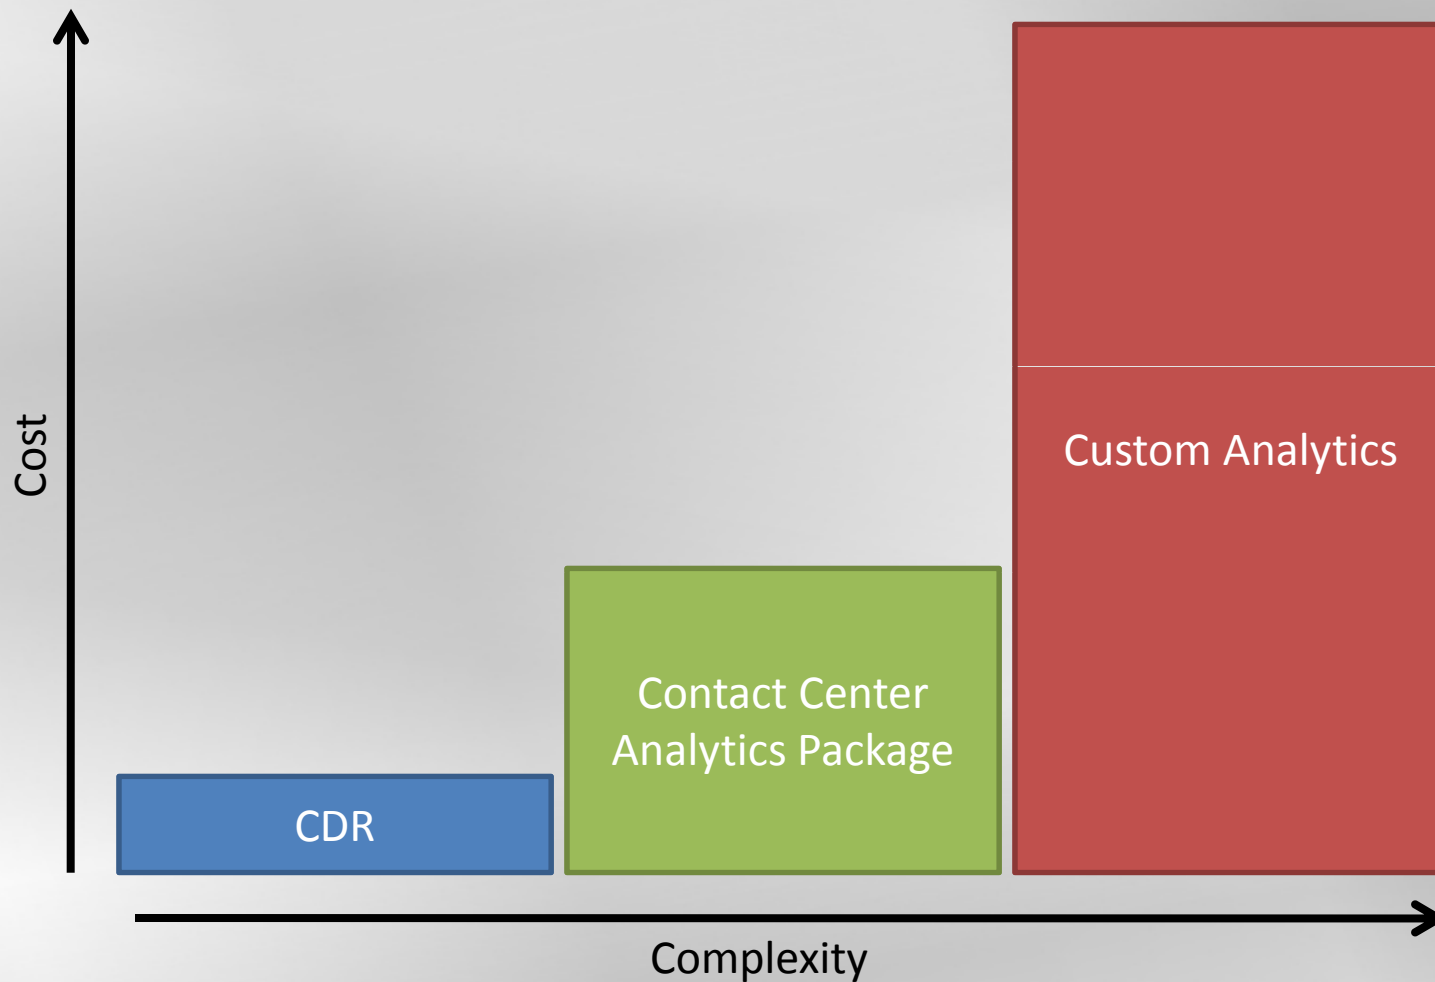 Cost
Custom Analytics
Contact Center
Analytics Package
CDR
Complexity